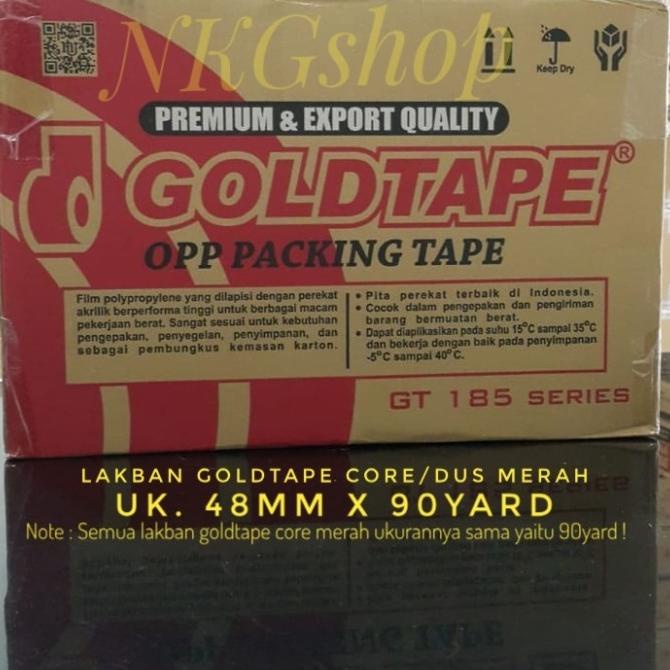 NKGshop
Keep Dry
PREMIUM & EXPORT QUALITY
GOLDTAPE®
OPP PACKING TAPE
Film polypropylene yang dilapisi dengan perekat
akrilik berperforma tinggi untuk berbagai macam
pekerjaan berat. Sangat sesuai untuk kebutuhan
pengepakan, penyegelan, penyimpanan, dan
sebagai pembungkus kemasan karton.
• Pita perekat terbaik di Indonesia.
• Cocok dalam pengepakan dan pengiriman
barang bermuatan berat.
• Dapat diaplikasikan pada suhu 15°C sampai 35°C
dan bekerja dengan baik pada penyimpanan
-5°C sampai 40°C.
GT 185 SERIES
LAKBAN GOLDTAPE CORE/DUS MERAH
UK. 48MM X 90YARD
Note : Semua lakban goldtape core merah ukurannya sama yaitu 90yard !